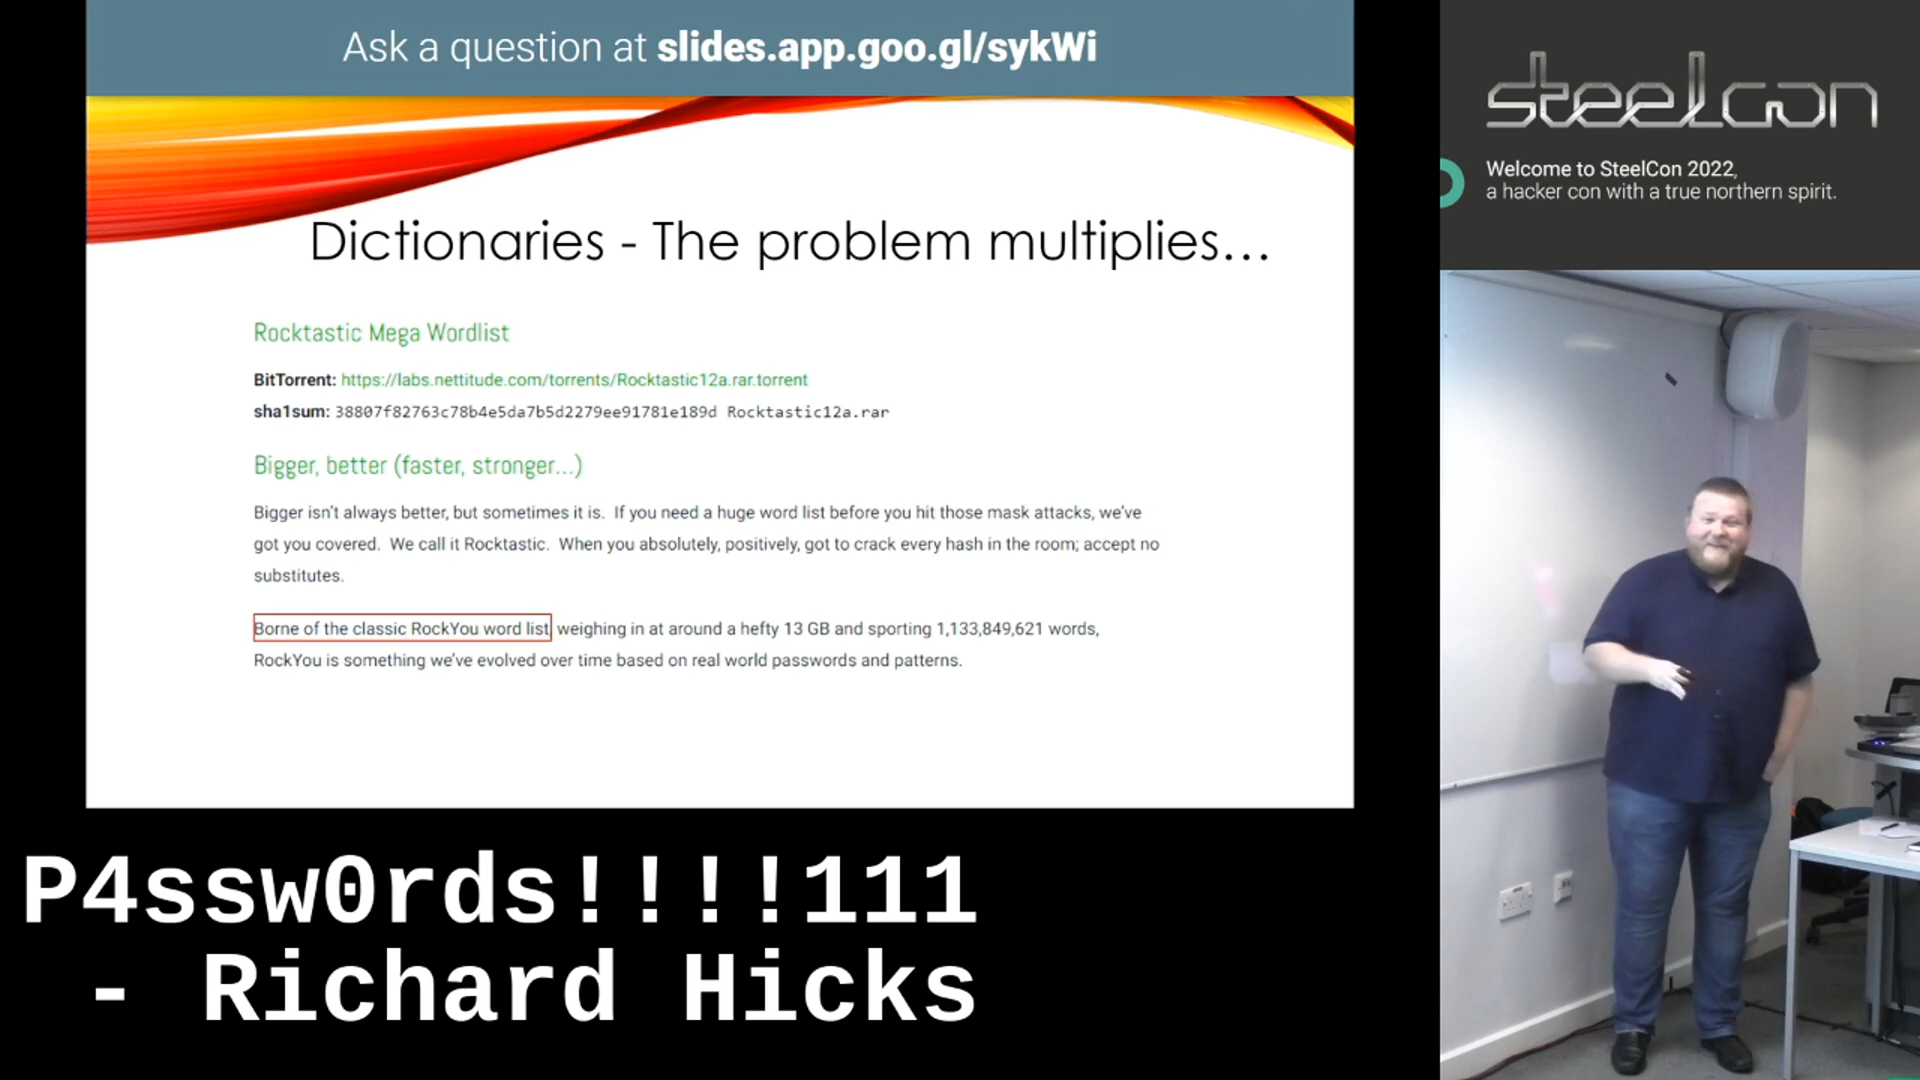 Ask a question at slides.app.goo.gl/sykWi
Dictionaries - The problem multiplies...
Rocktastic Mega Wordlist
BitTorrent: https://labs.nettitude.com/torrents/Rocktastic12a.rar.torrent
sha1sum: 38807f82763c78b4e5da7b5d2279ee91781e189d Rocktastic12a.rar
Bigger, better (faster, stronger...)
Bigger isn't always better, but sometimes it is. If you need a huge word list before you hit those mask attacks, we've
got you covered. We call it Rocktastic. When you absolutely, positively, got to crack every hash in the room; accept no
substitutes.
Borne of the classic RockYou word list, weighing in at around a hefty 13 GB and sporting 1,133,849,621 words,
RockYou is something we've evolved over time based on real world passwords and patterns.
P4ssw0rds!!!!111
- Richard Hicks
steelcon
Welcome to SteelCon 2022,
a hacker con with a true northern spirit.